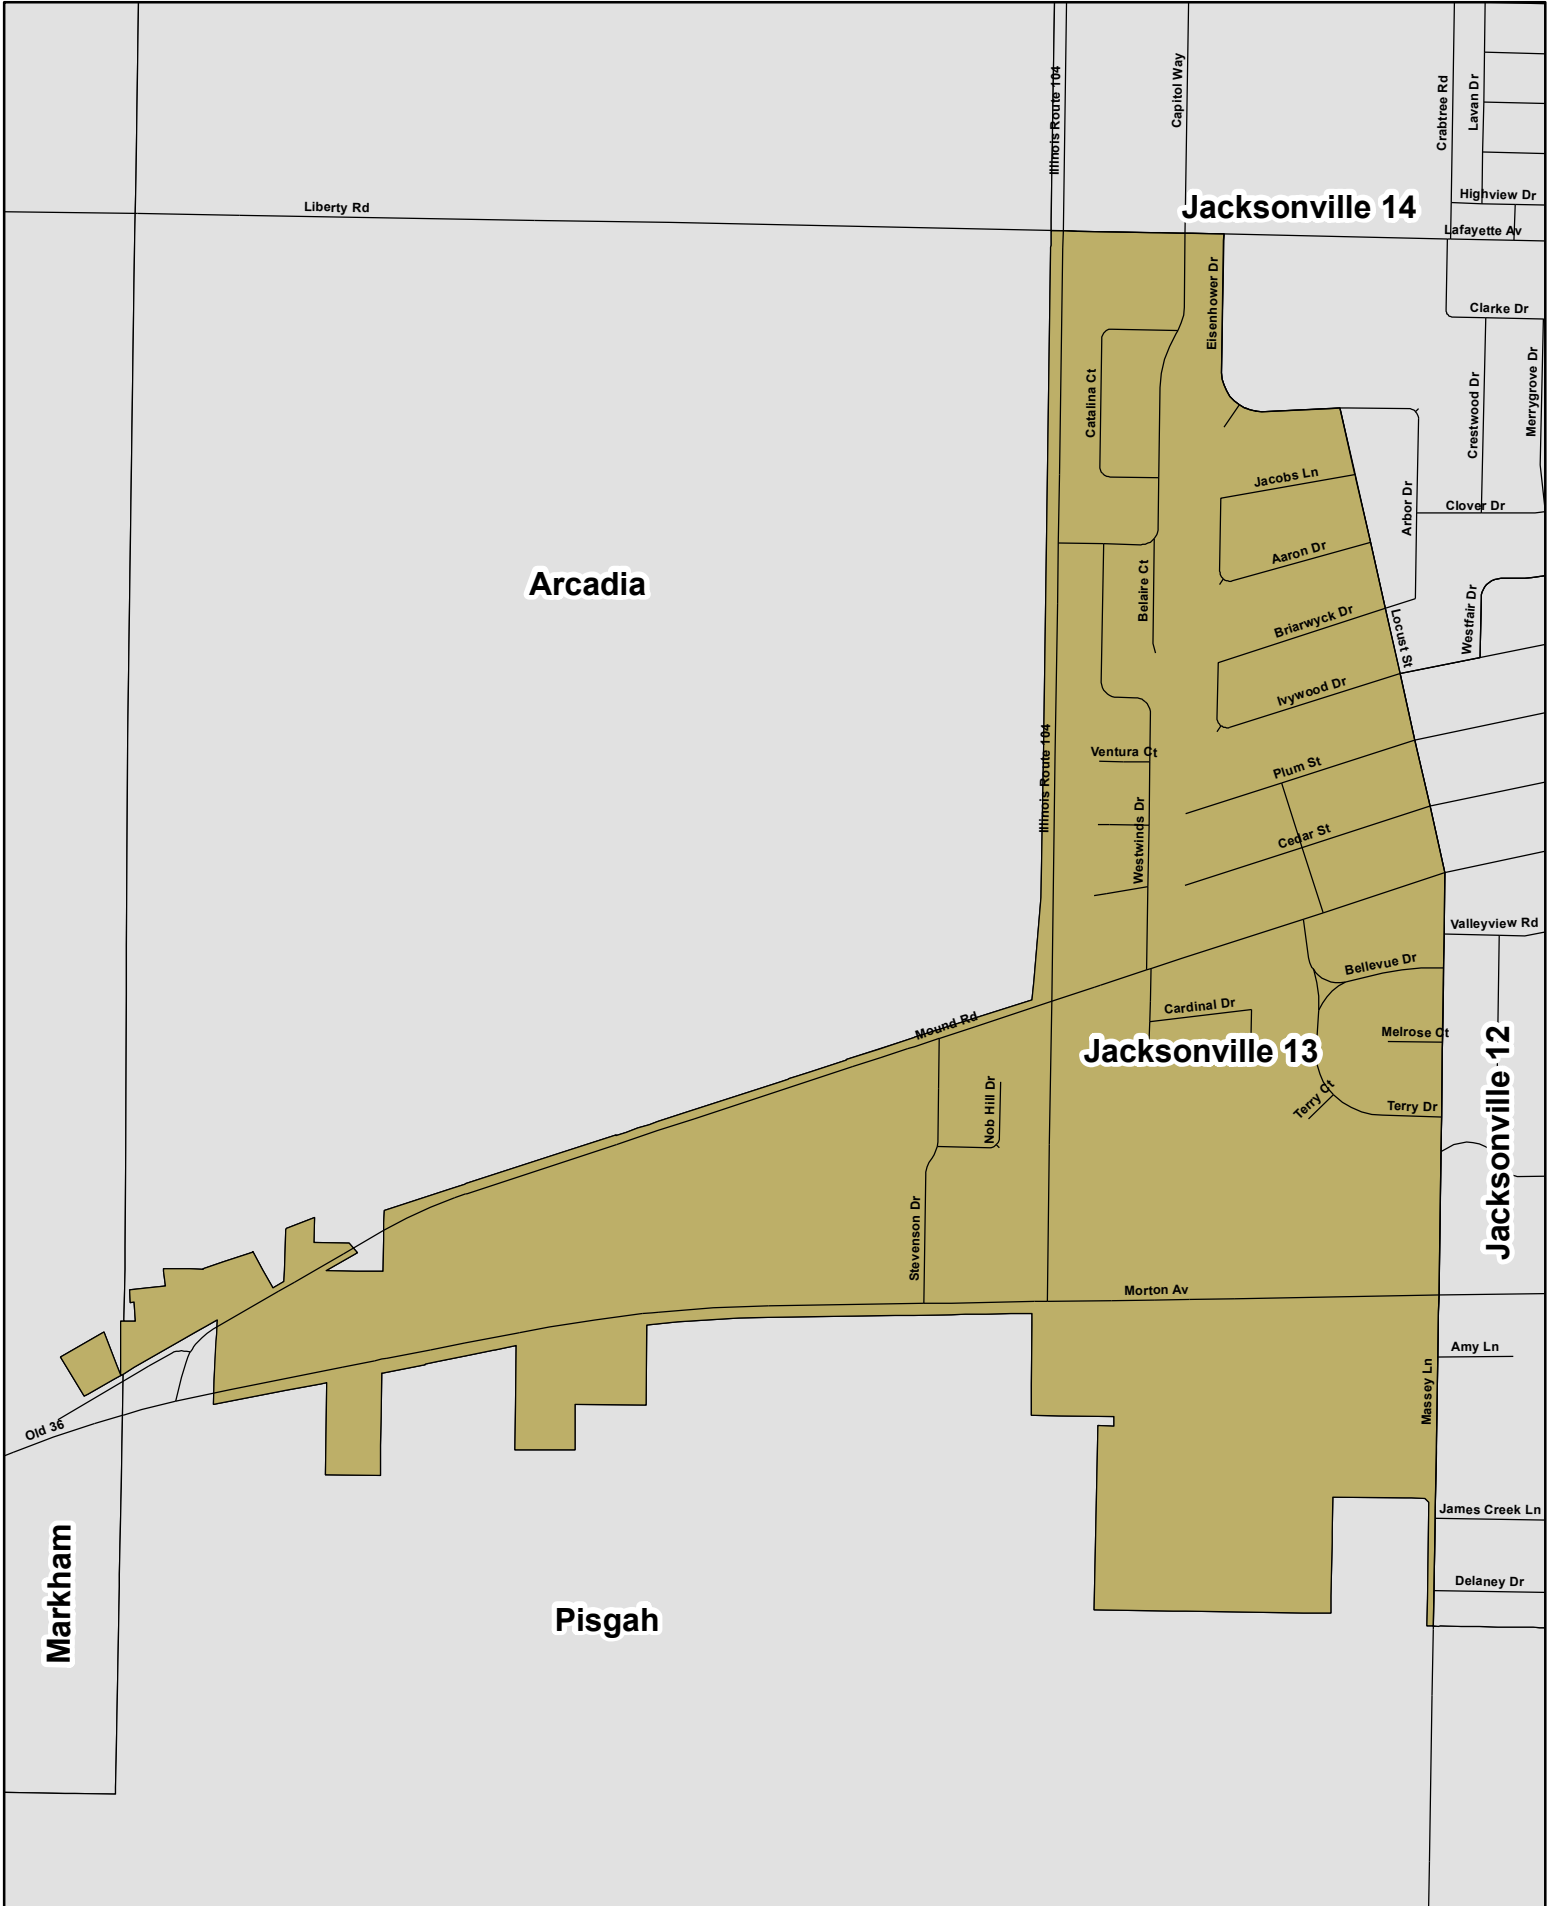 Illinois Route 104
Capitol Way
Crabtree Rd
Lavan Dr
Highview Dr
Liberty Rd
Jacksonville 14
Lafayette Av
Eisenhower Dr
Clarke Dr
Catalina Ct
Crestwood Dr
Merrygrove Dr
Jacobs Ln
Arbor Dr
Clover Dr
Aaron Dr
Arcadia
Belaire Ct
Briarwyck Dr
Locust St
Westfair Dr
Ivywood Dr
Illinois Route 104
Ventura Ct
Plum St
Westwinds Dr
Cedar St
Valleyview Rd
Bellevue Dr
Cardinal Dr
Mound Rd
Melrose Ct
Jacksonville 13
Jacksonville 12
Nob Hill Dr
Terry Ct
Terry Dr
Stevenson Dr
Morton Av
Amy Ln
Massey Ln
Old 36
James Creek Ln
Delaney Dr
Markham
Pisgah